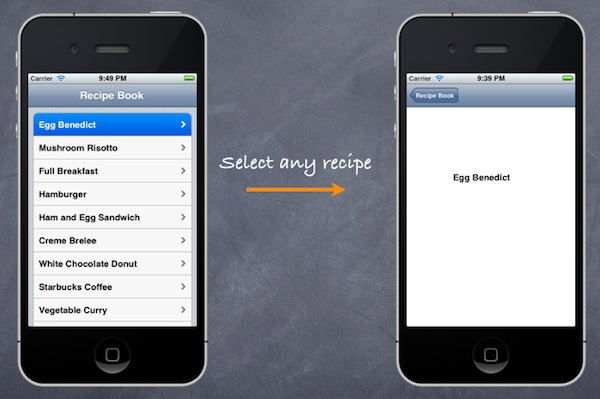 Carrier 9:49 PM
Recipe Book
Egg Benedict
Mushroom Risotto
Full Breakfast
Hamburger
Ham and Egg Sandwich
Creme Brelee
White Chocolate Donut
Starbucks Coffee
Vegetable Curry
Select any recipe
Carrier 9:39 PM
Recipe Book
Egg Benedict